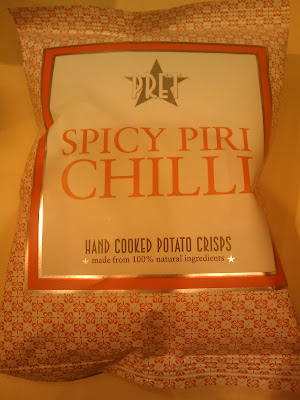 PRET
SPICY PIRI
CHILLI
HAND COOKED POTATO CRISPS
made from 100% natural ingredients